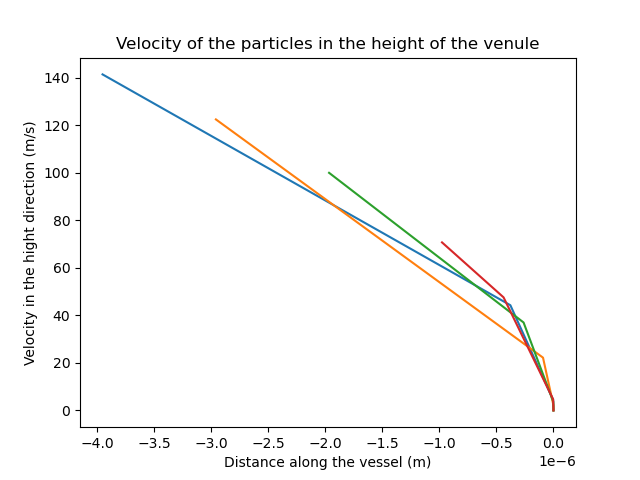 Velocity of the particles in the height of the venule
Velocity in the hight direction (m/s)
140
120
100
80
60
40
20
0
−4.0 −3.5 −3.0 −2.5 −2.0 −1.5 −1.0 −0.5 0.0
1e−6
Distance along the vessel (m)